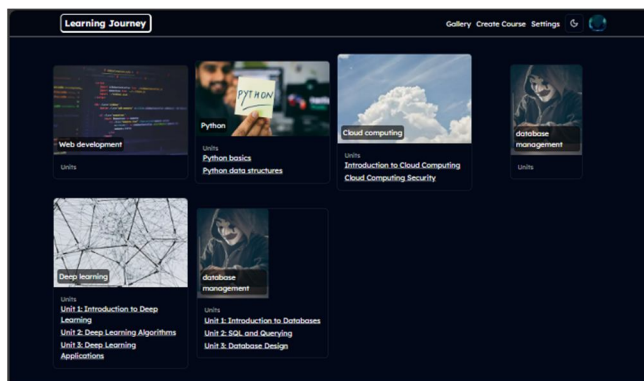 Learning Journey
Gallery Create Course Settings
Web development
Units
PYTHON
Python
Units
Python basics
Python data structures
Cloud computing
Units
Introduction to Cloud Computing
Cloud Computing Security
database
management
Units
Deep learning
Units
Unit 1: Introduction to Deep
Learning
Unit 2: Deep Learning Algorithms
Unit 3: Deep Learning
Applications
database
management
Units
Unit 1: Introduction to Databases
Unit 2: SQL and Querying
Unit 3: Database Design